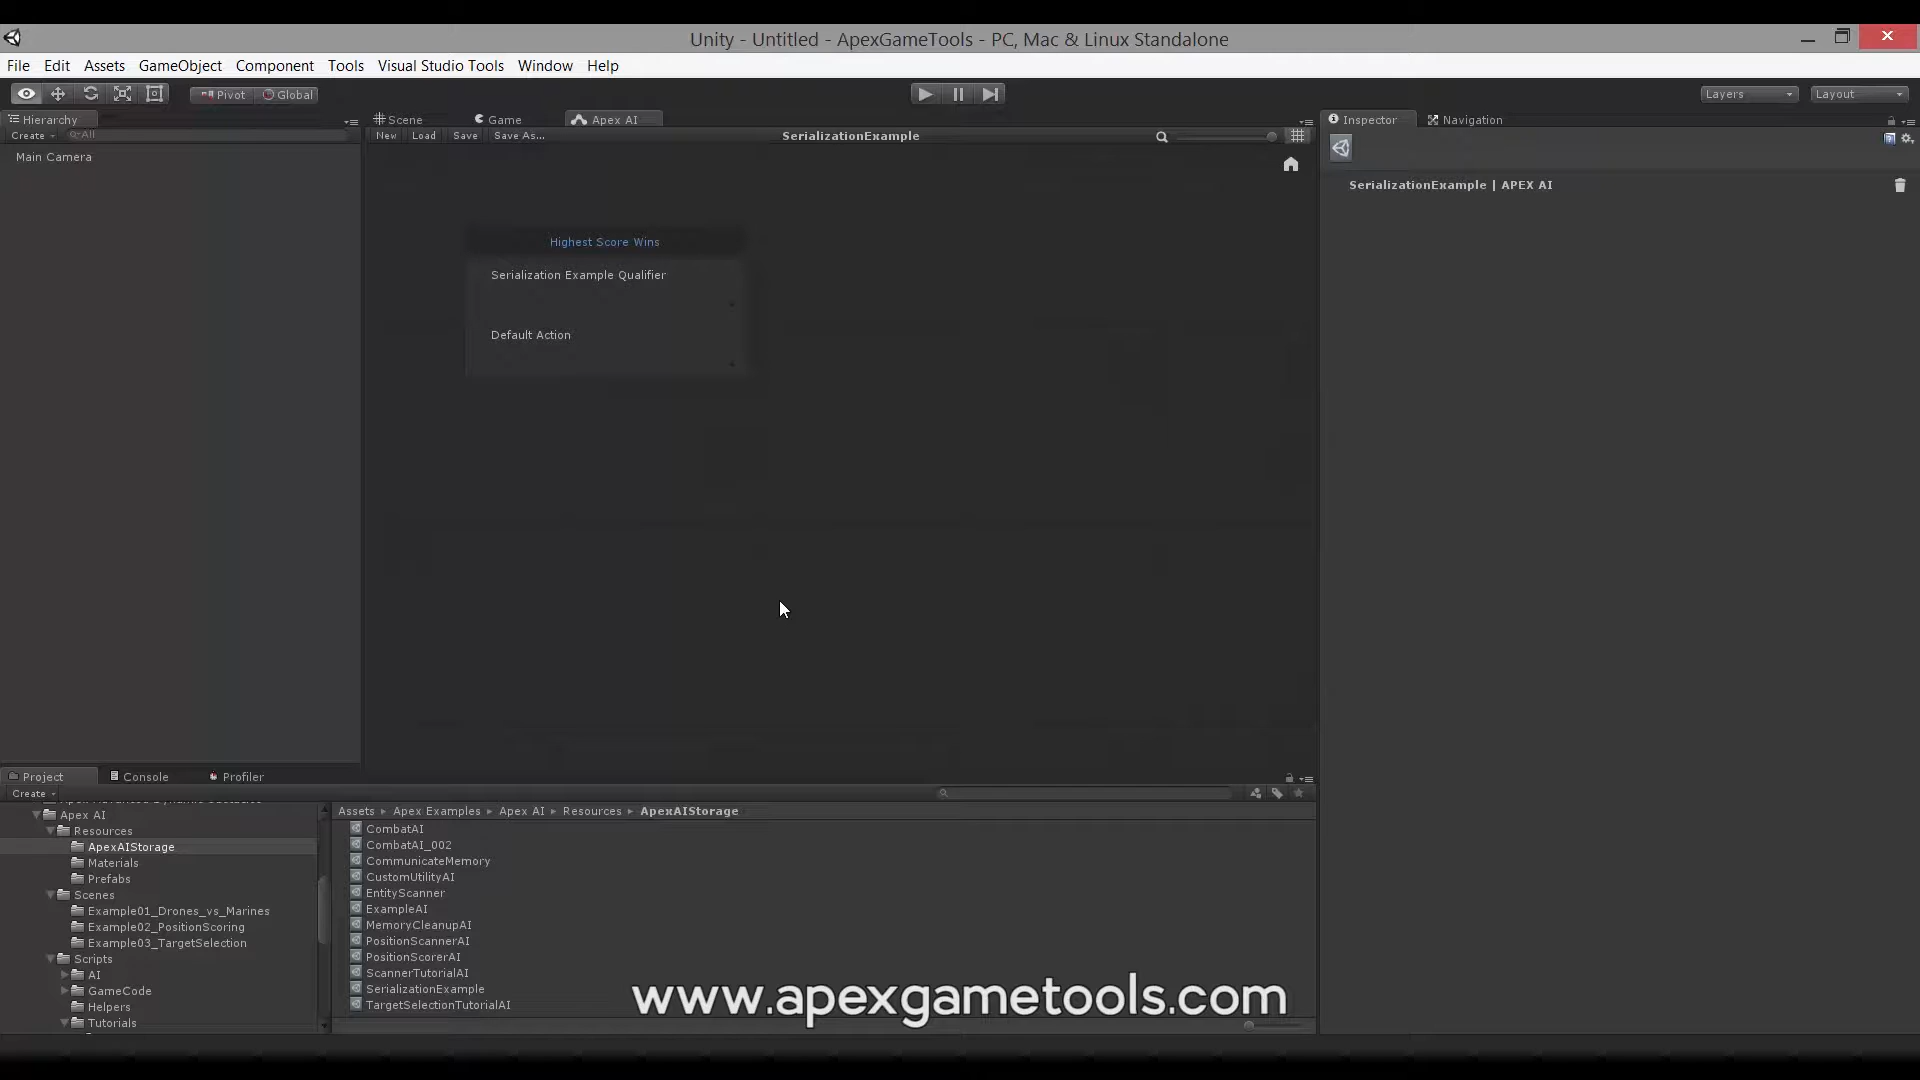 Unity - Untitled - ApexGameTools - PC, Mac & Linux Standalone
File Edit Assets GameObject Component Tools Visual Studio Tools Window Help
Pivot Global Layers Layout
Hierarchy Scene Game Apex AI Inspector Navigation
Create All New Load Save Save As... SerializationExample
Main Camera
SerializationExample | APEX AI
Highest Score Wins
Serialization Example Qualifier
Default Action
Project Console Profiler
Create
Assets Apex Examples Apex AI Resources ApexAIStorage
Apex AI
Resources
ApexAIStorage
Materials
Prefabs
Scenes
Example01_Drones_vs_Marines
Example02_PositionScoring
Example03_TargetSelection
Scripts
AI
GameCode
Helpers
Tutorials
CombatAI
CombatAI_002
CommunicateMemory
CustomUtilityAI
EntityScanner
ExampleAI
MemoryCleanupAI
PositionScannerAI
PositionScorerAI
ScannerTutorialAI
SerializationExample
TargetSelectionTutorialAI
www.apexgametools.com